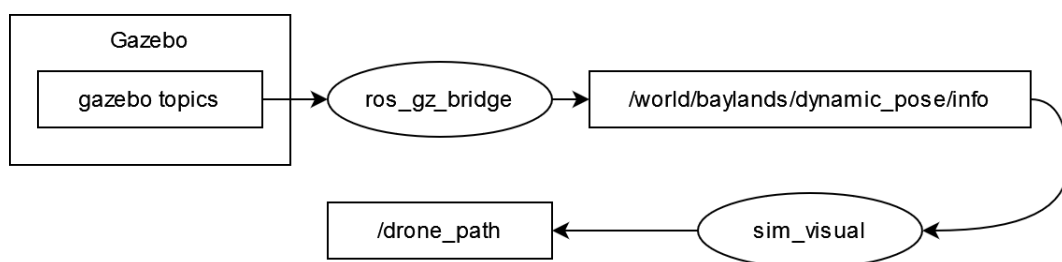 Gazebo
gazebo topics
ros_gz_bridge
/world/baylands/dynamic_pose/info
/drone_path
sim_visual